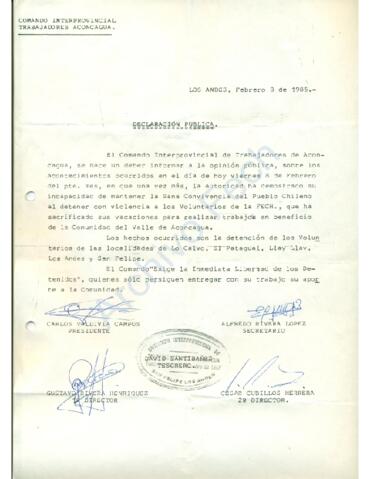 COMANDO INTERPROVINCIAL
TRABAJADORES ACONCAGUA.
LOS ANDES, Febrero 8 de 1985.-
DECLARACION PUBLICA.
El Comando Interprovincial de Trabajadores de Acon-
cagua, se hace un deber informar a la opinión pública, sobre los
acontecimientos ocurridos en el día de hoy Viernes 8 de Febrero
del pte. mes, en que una vez más, la autoridad ha demostrado su
incapacidad de mantener la Sana Convivencia del Pueblo Chileno
al detener con violencia a los Voluntarios de la FECH., que ha
sacrificado sus vacaciones para realizar trabajos en beneficio
de la Comunidad del Valle de Aconcagua.
Los hechos ocurridos son la detención de los Volun
tarios de las localidades de Lo Calvo, El Patagual, Llay Llay,
Los Andes y San Felipe.
El Comando "Exige la Inmediata Libertad de los De-
tenidos", quienes sólo persiguen entregar con su trabajo su apor
te a la Comunidad.
CARLOS VALDIVIA CAMPOS
PRESIDENTE
ALFREDO RIVERA LOPEZ
SECRETARIO
DAVID SANTIBAÑEZ
TESORERO.
GUSTAVO RIVERA HENRIQUEZ
1º DIRECTOR
CESAR CUBILLOS HERRERA
2º DIRECTOR.